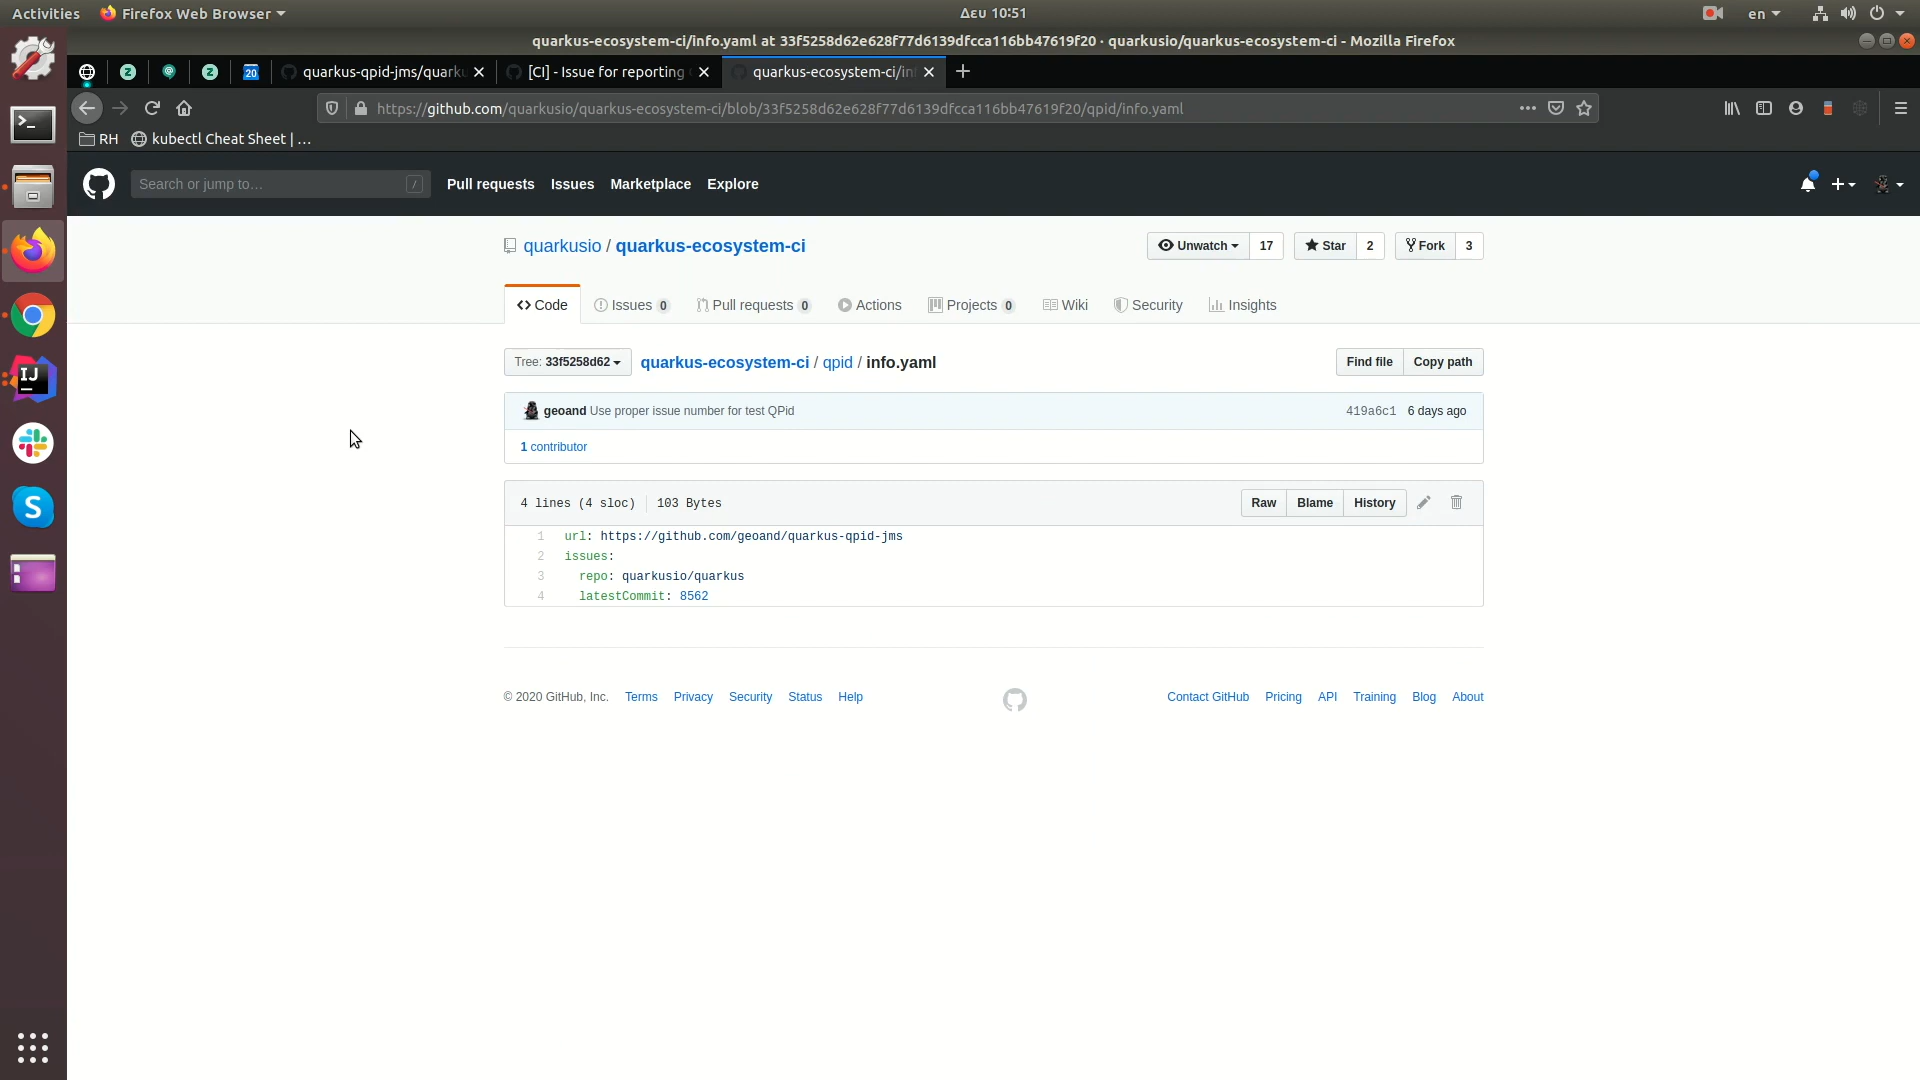 Activities Firefox Web Browser Δευ 10:51 en
quarkus-ecosystem-ci/info.yaml at 33f5258d62e628f77d6139dfcca116bb47619f20 · quarkusio/quarkus-ecosystem-ci - Mozilla Firefox
20 quarkus-qpid-jms/quarku [CI] - Issue for reporting quarkus-ecosystem-ci/in
https://github.com/quarkusio/quarkus-ecosystem-ci/blob/33f5258d62e628f77d6139dfcca116bb47619f20/qpid/info.yaml
RH kubectl Cheat Sheet | ...
Search or jump to… / Pull requests Issues Marketplace Explore
quarkusio / quarkus-ecosystem-ci Unwatch 17 Star 2 Fork 3
Code Issues 0 Pull requests 0 Actions Projects 0 Wiki Security Insights
Tree: 33f5258d62 quarkus-ecosystem-ci / qpid / info.yaml Find file Copy path
geoand Use proper issue number for test QPid 419a6c1 6 days ago
1 contributor
4 lines (4 sloc) 103 Bytes Raw Blame History
1 url: https://github.com/geoand/quarkus-qpid-jms
2 issues:
3 repo: quarkusio/quarkus
4 latestCommit: 8562
© 2020 GitHub, Inc. Terms Privacy Security Status Help Contact GitHub Pricing API Training Blog About